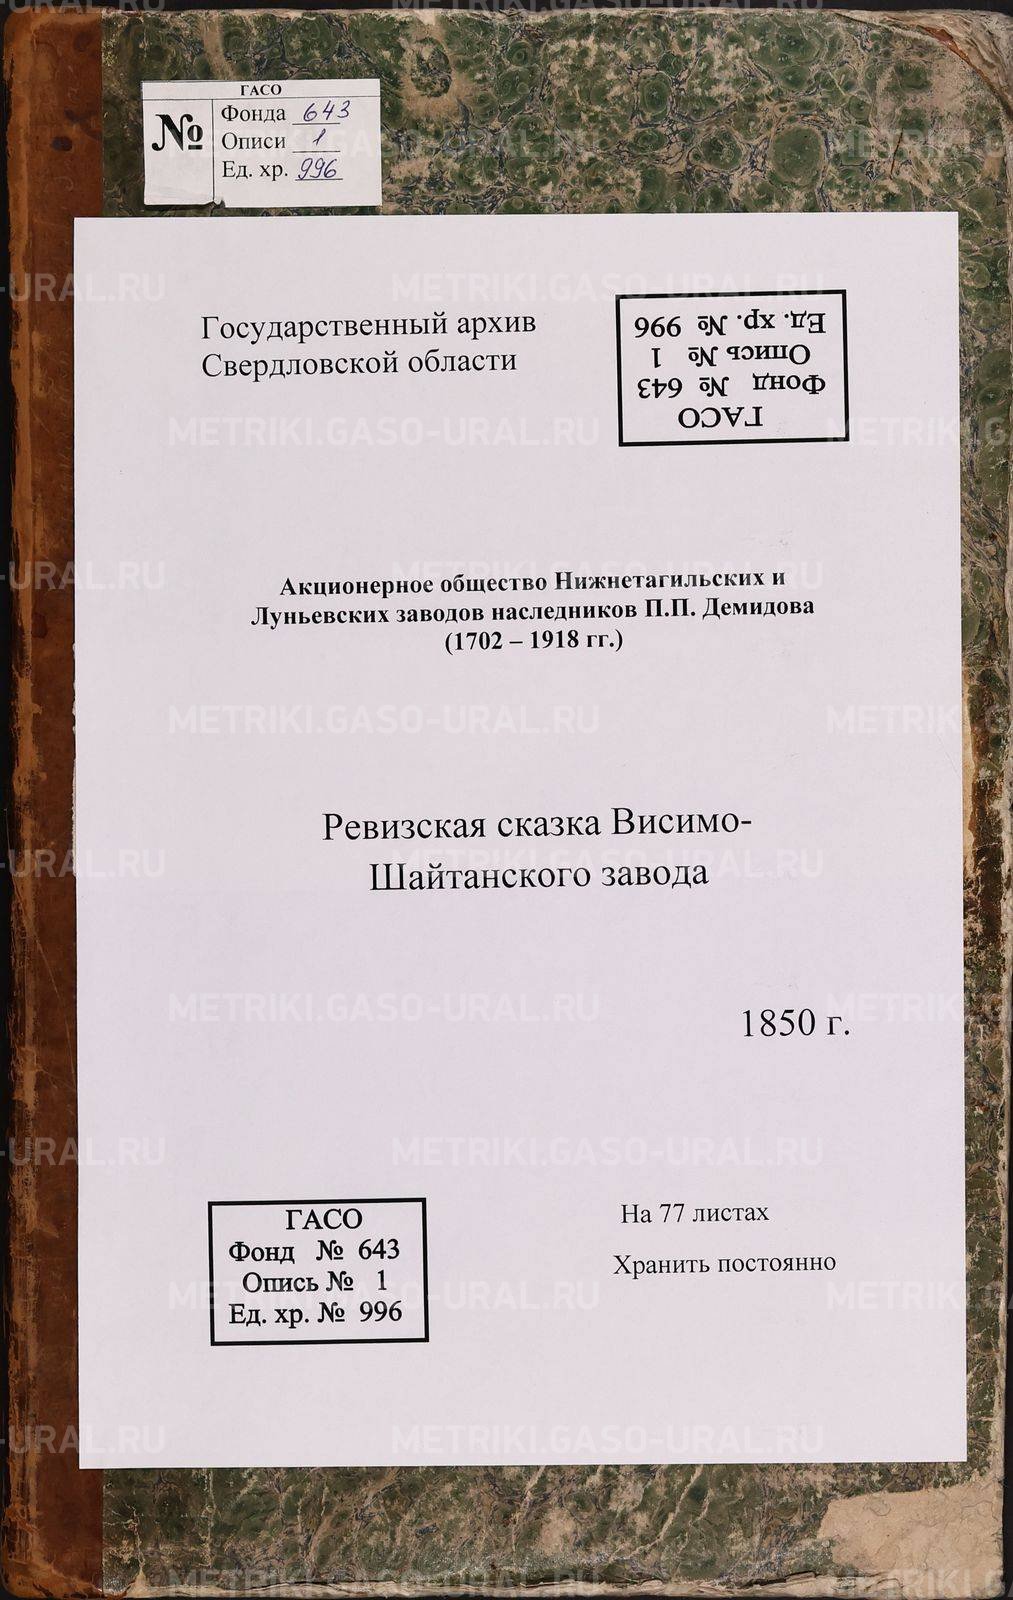 ГАСО
№
Фонда 643
Описи 1
Ед. хр. 996
Государственный архив
Свердловской области
ГАСО
Фонд № 643
Опись № 1
Ед. хр. № 996
Акционерное общество Нижнетагильских и
Луньевских заводов наследников П.П. Демидова
(1702 – 1918 гг.)
Ревизская сказка Висимо-
Шайтанского завода
1850 г.
На 77 листах
Хранить постоянно
ГАСО
Фонд № 643
Опись № 1
Ед. хр. № 996
METRIKI.GASO-URAL.RU